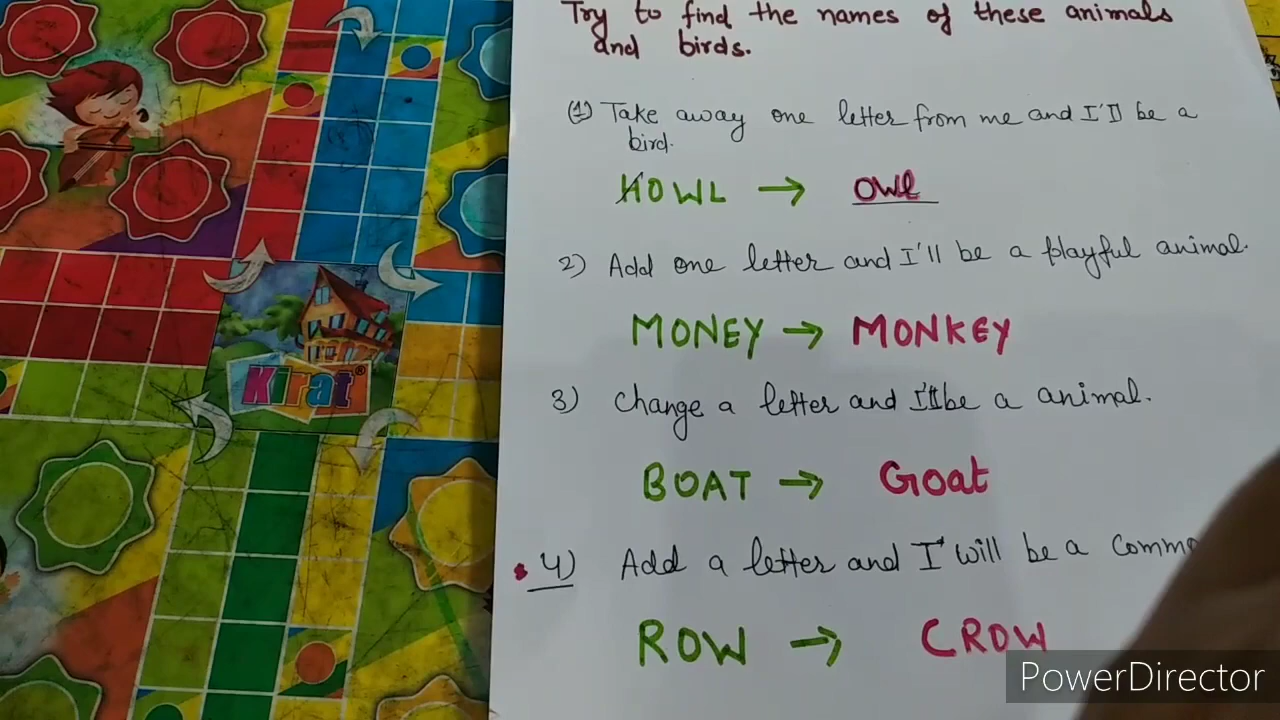 Try to find the names of these animals
and birds.
(1) Take away one letter from me and I'll be a
bird.
HOWL → owl
2) Add one letter and I'll be a playful animal.
MONEY → MONKEY
3) change a letter and I'll be a animal.
BOAT → Goat
4) Add a letter and I will be a
ROW → CROW
Kirat®
PowerDirector